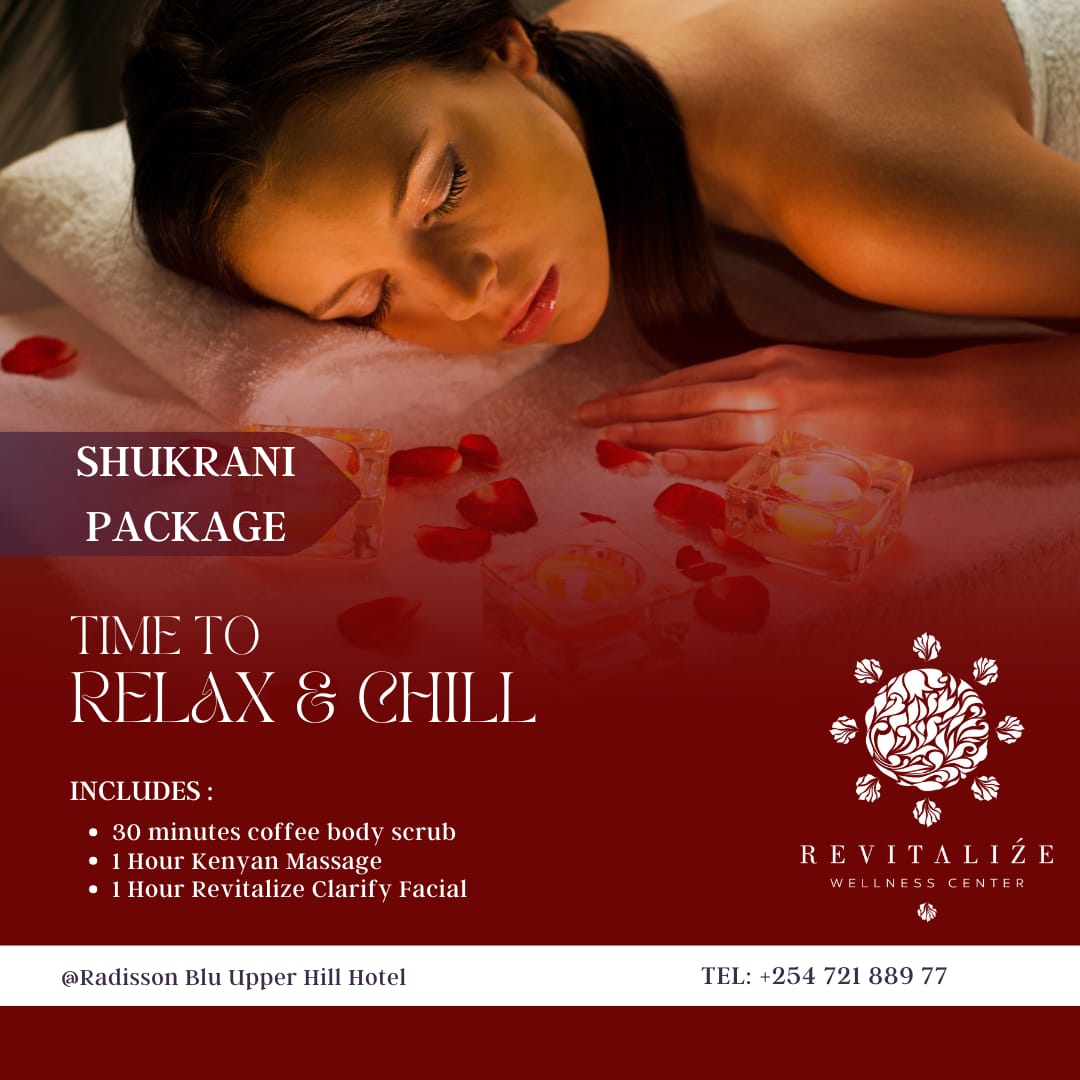 SHUKRANI
PACKAGE
TIME TO
RELAX & CHILL
INCLUDES :
• 30 minutes coffee body scrub
• 1 Hour Kenyan Massage
• 1 Hour Revitalize Clarify Facial
REVITALIŹE
WELLNESS CENTER
@Radisson Blu Upper Hill Hotel
TEL: +254 721 889 77